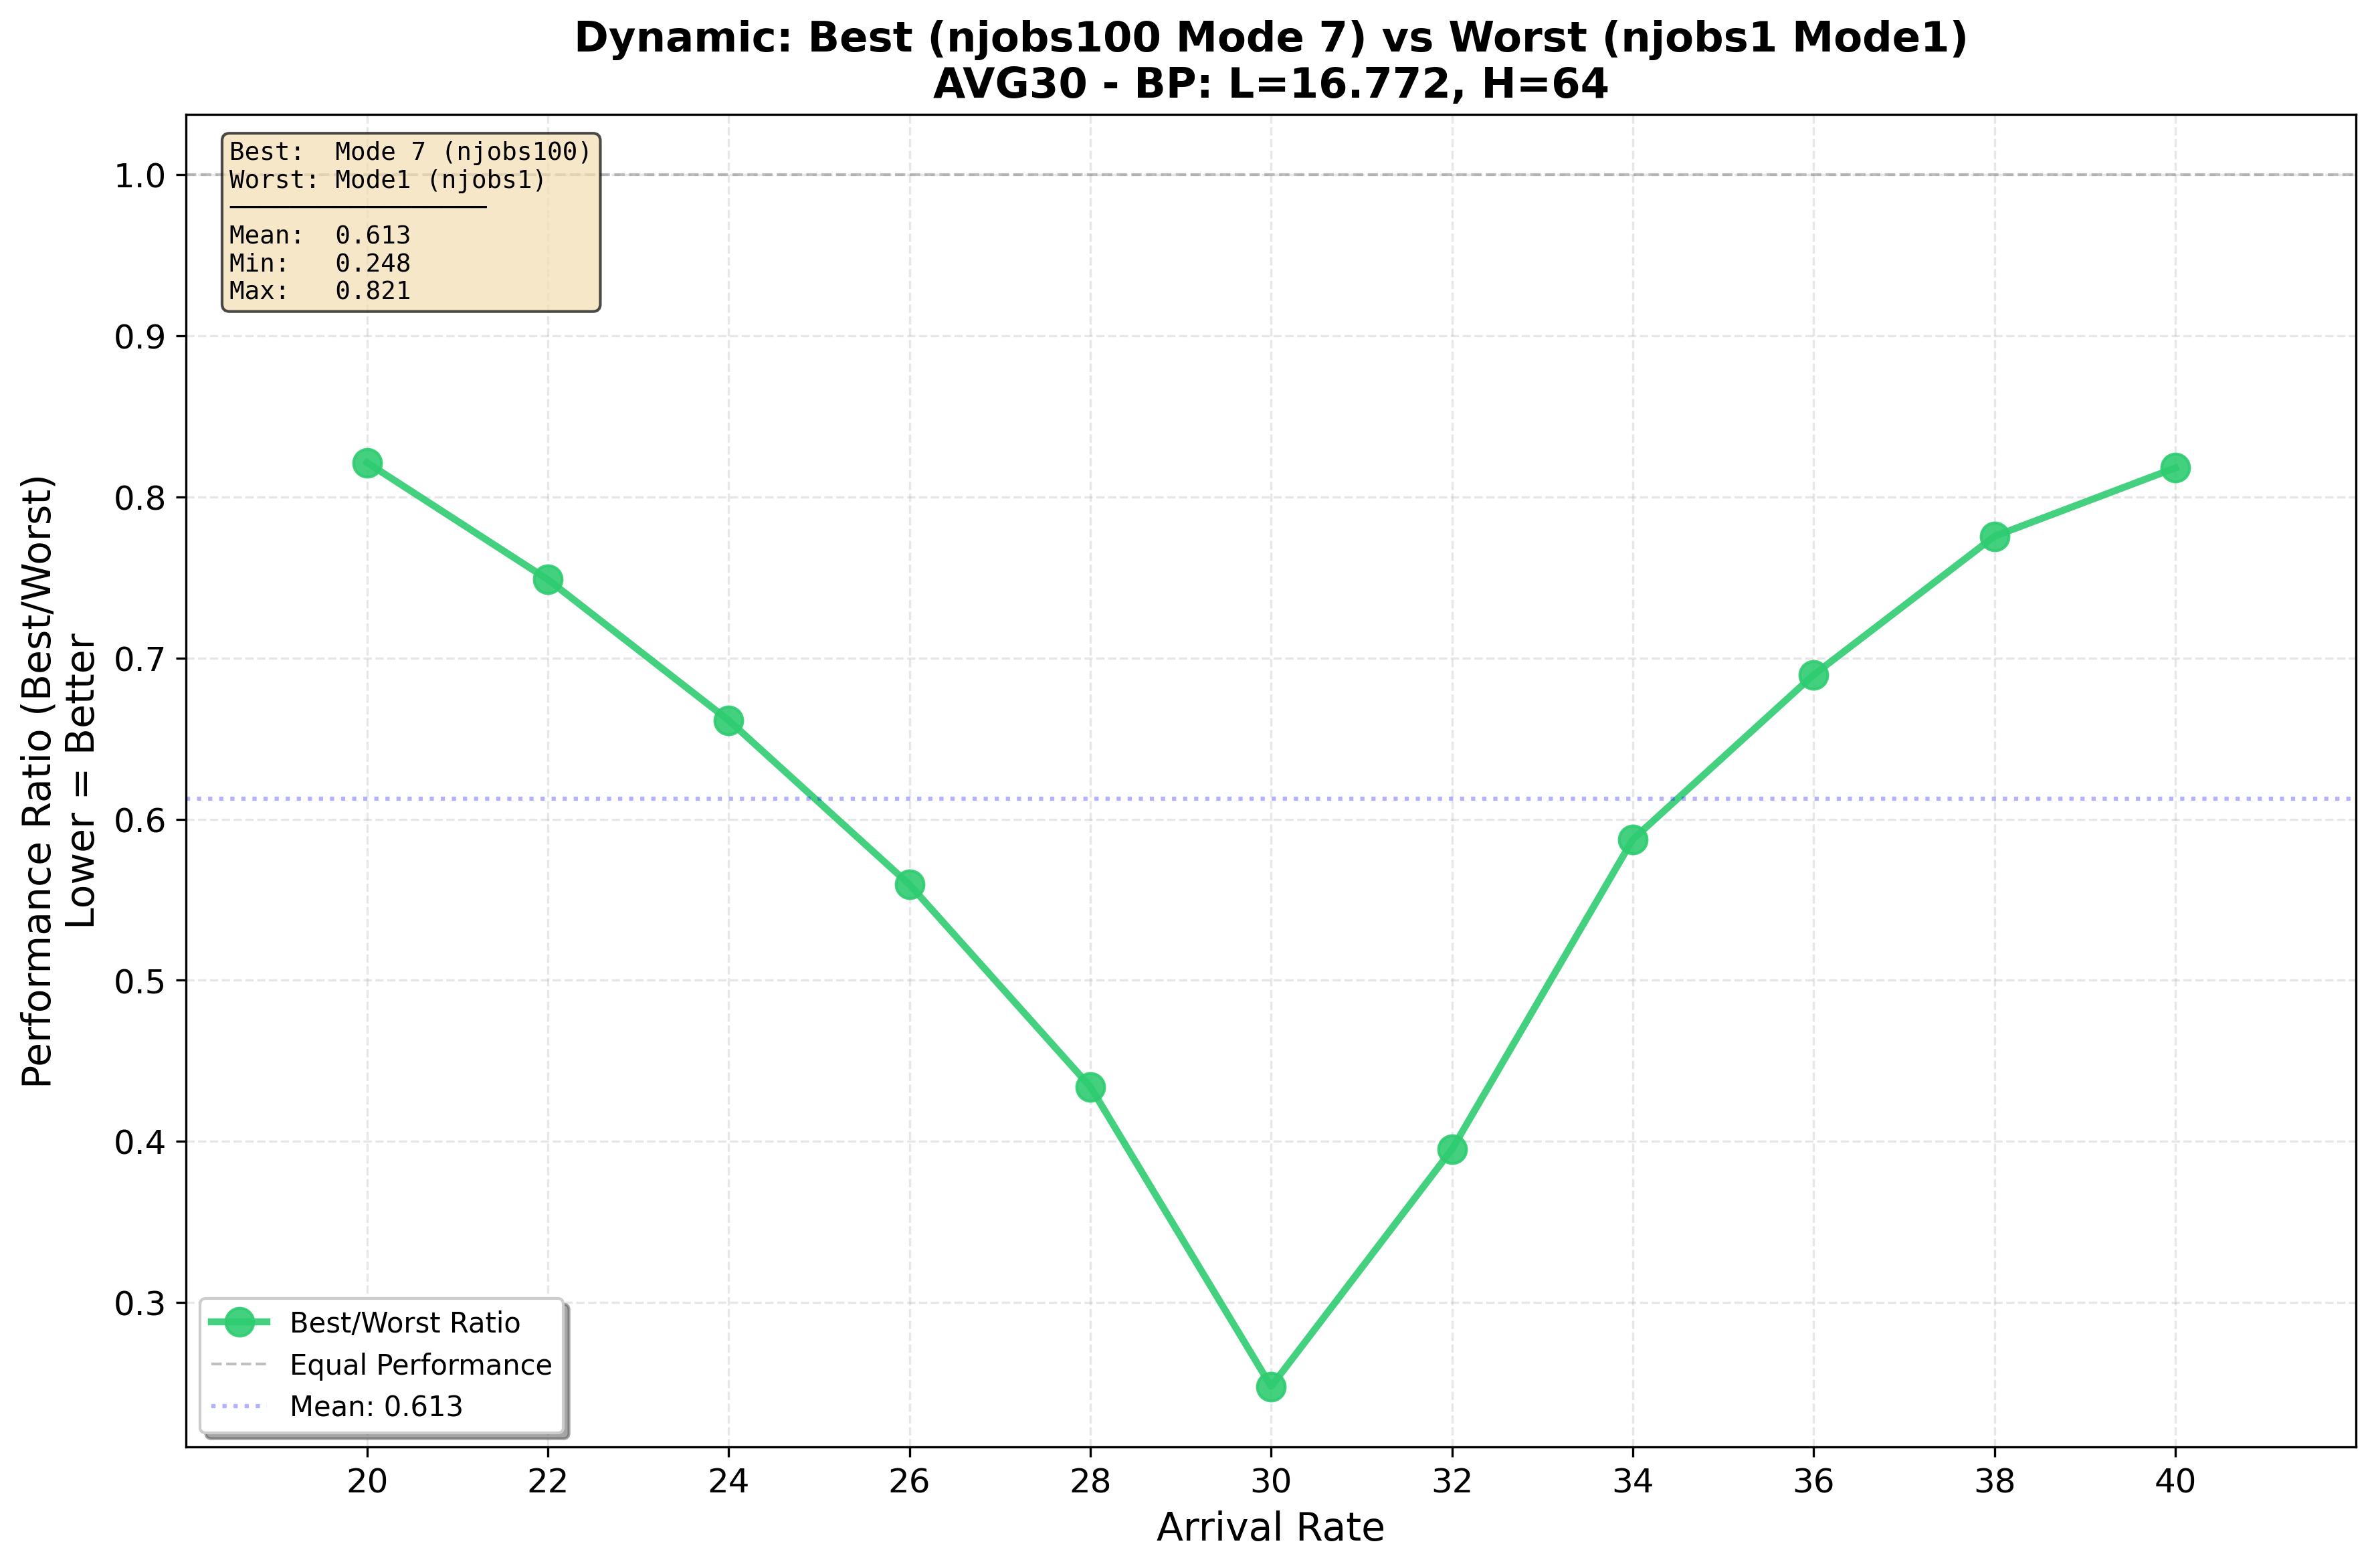 Dynamic: Best (njobs100 Mode 7) vs Worst (njobs1 Mode1)
AVG30 - BP: L=16.772, H=64
Best:  Mode 7 (njobs100)
Worst: Mode1 (njobs1)
Mean:  0.613
Min:   0.248
Max:   0.821
Performance Ratio (Best/Worst)
Lower = Better
1.0
0.9
0.8
0.7
0.6
0.5
0.4
0.3
Best/Worst Ratio
Equal Performance
Mean: 0.613
20 22 24 26 28 30 32 34 36 38 40
Arrival Rate